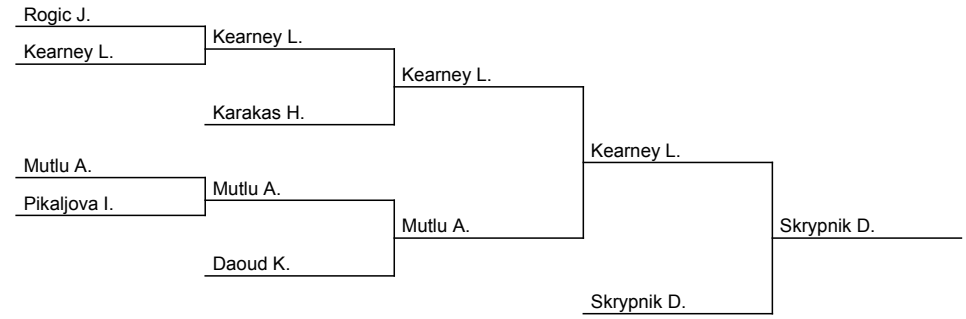 Rogic J.
Kearney L.
Kearney L.
Kearney L.
Karakas H.
Kearney L.
Mutlu A.
Mutlu A.
Pikaljova I.
Mutlu A.
Skrypnik D.
Daoud K.
Skrypnik D.